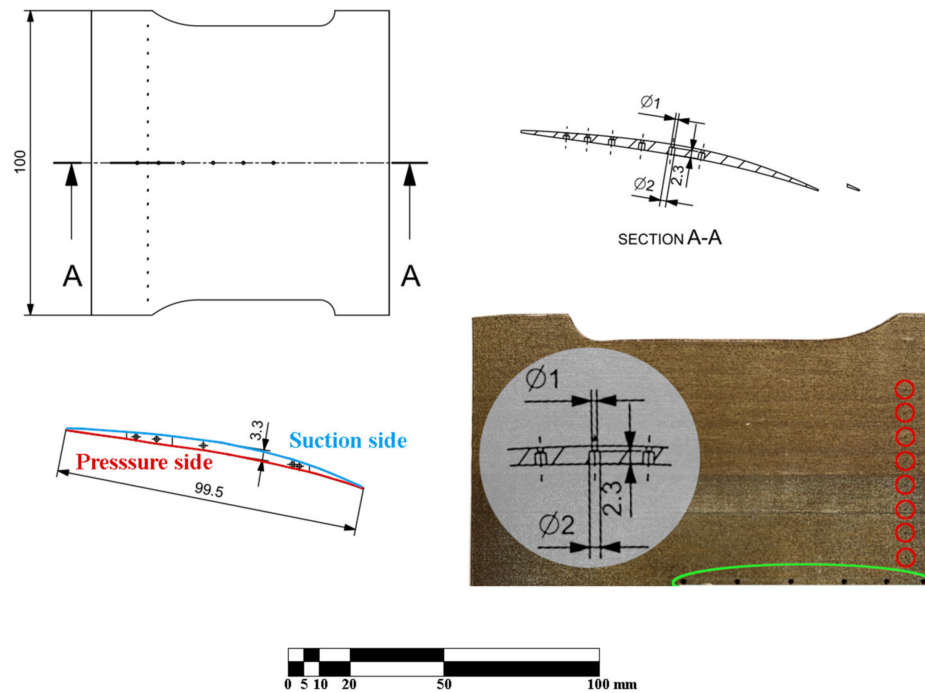 100
A A
Ø1
Ø2
2.3
SECTION A-A
3.3
Suction side
Presssure side
99.5
Ø1
2.3
Ø2
0 5 10 20 50 100 mm